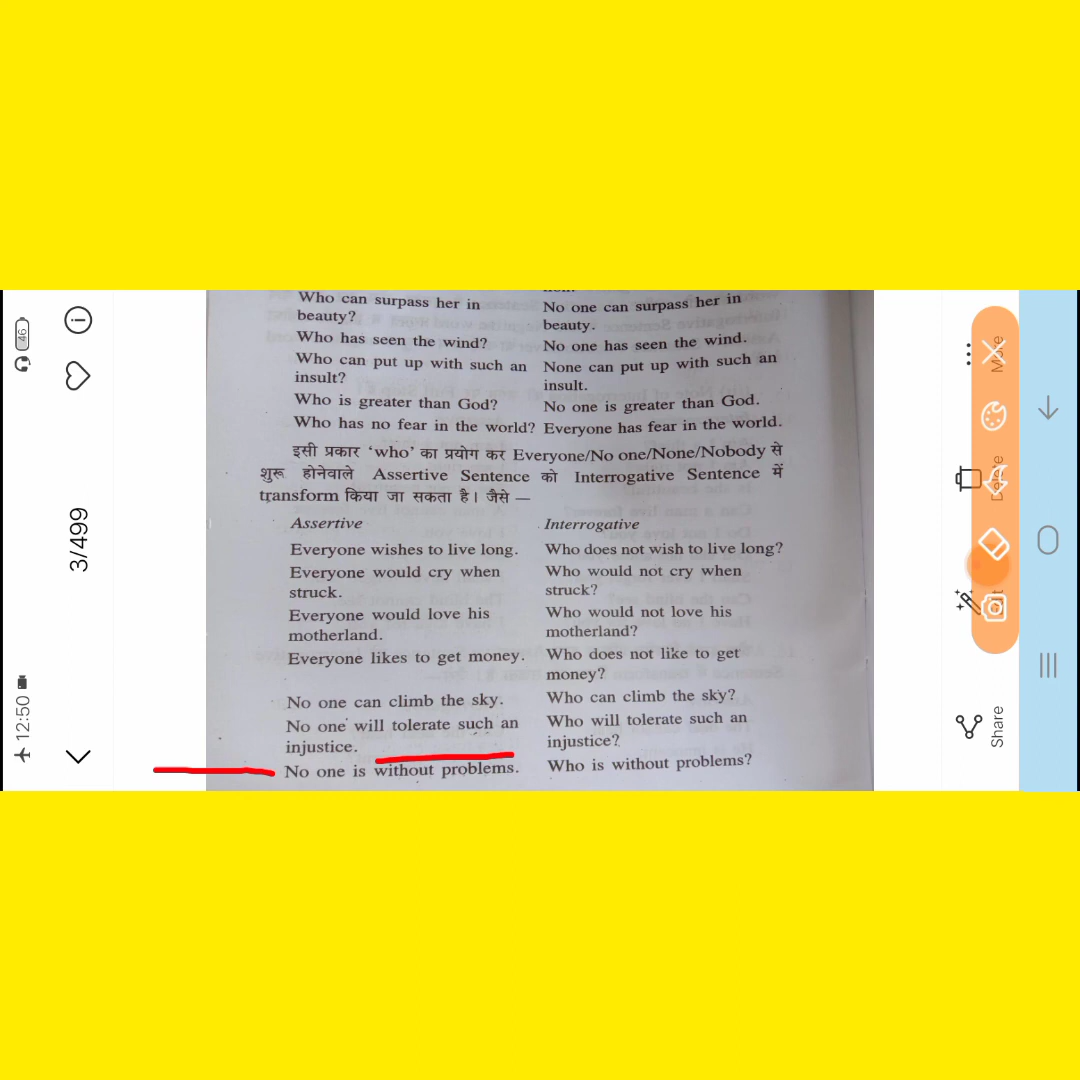 Who can surpass her in
beauty?
Who has seen the wind?
Who can put up with such an
insult?
Who is greater than God?
Who has no fear in the world?
No one can surpass her in
beauty.
No one has seen the wind.
None can put up with such an
insult.
No one is greater than God.
Everyone has fear in the world.
इसी प्रकार ‘who’ का प्रयोग कर Everyone/No one/None/Nobody से
शुरू होनेवाले Assertive Sentence को Interrogative Sentence में
transform किया जा सकता है। जैसे —
Assertive
Everyone wishes to live long.
Everyone would cry when
struck.
Everyone would love his
motherland.
Everyone likes to get money.
No one can climb the sky.
No one will tolerate such an
injustice.
No one is without problems.
Interrogative
Who does not wish to live long?
Who would not cry when
struck?
Who would not love his
motherland?
Who does not like to get
money?
Who can climb the sky?
Who will tolerate such an
injustice?
Who is without problems?
12:50
46
3/499
More
Share